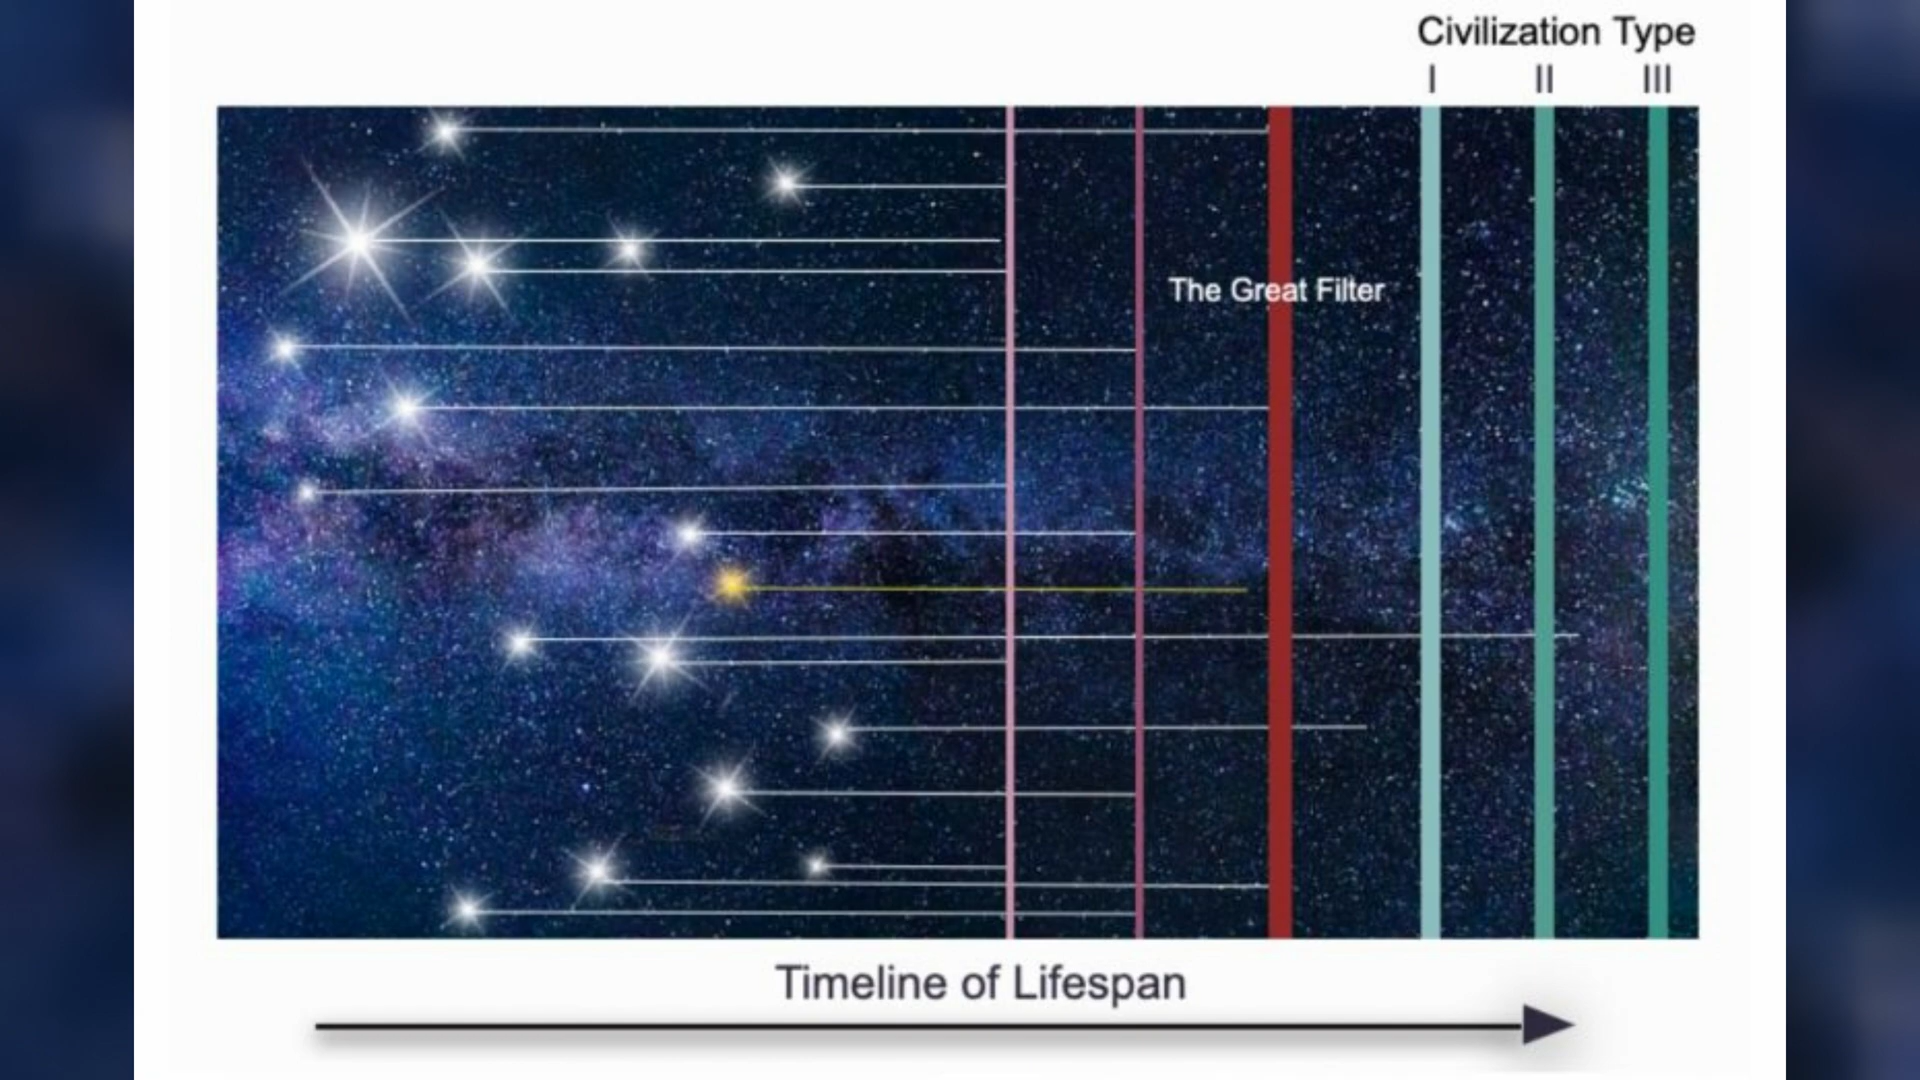 Civilization Type
I II III
The Great Filter
Timeline of Lifespan